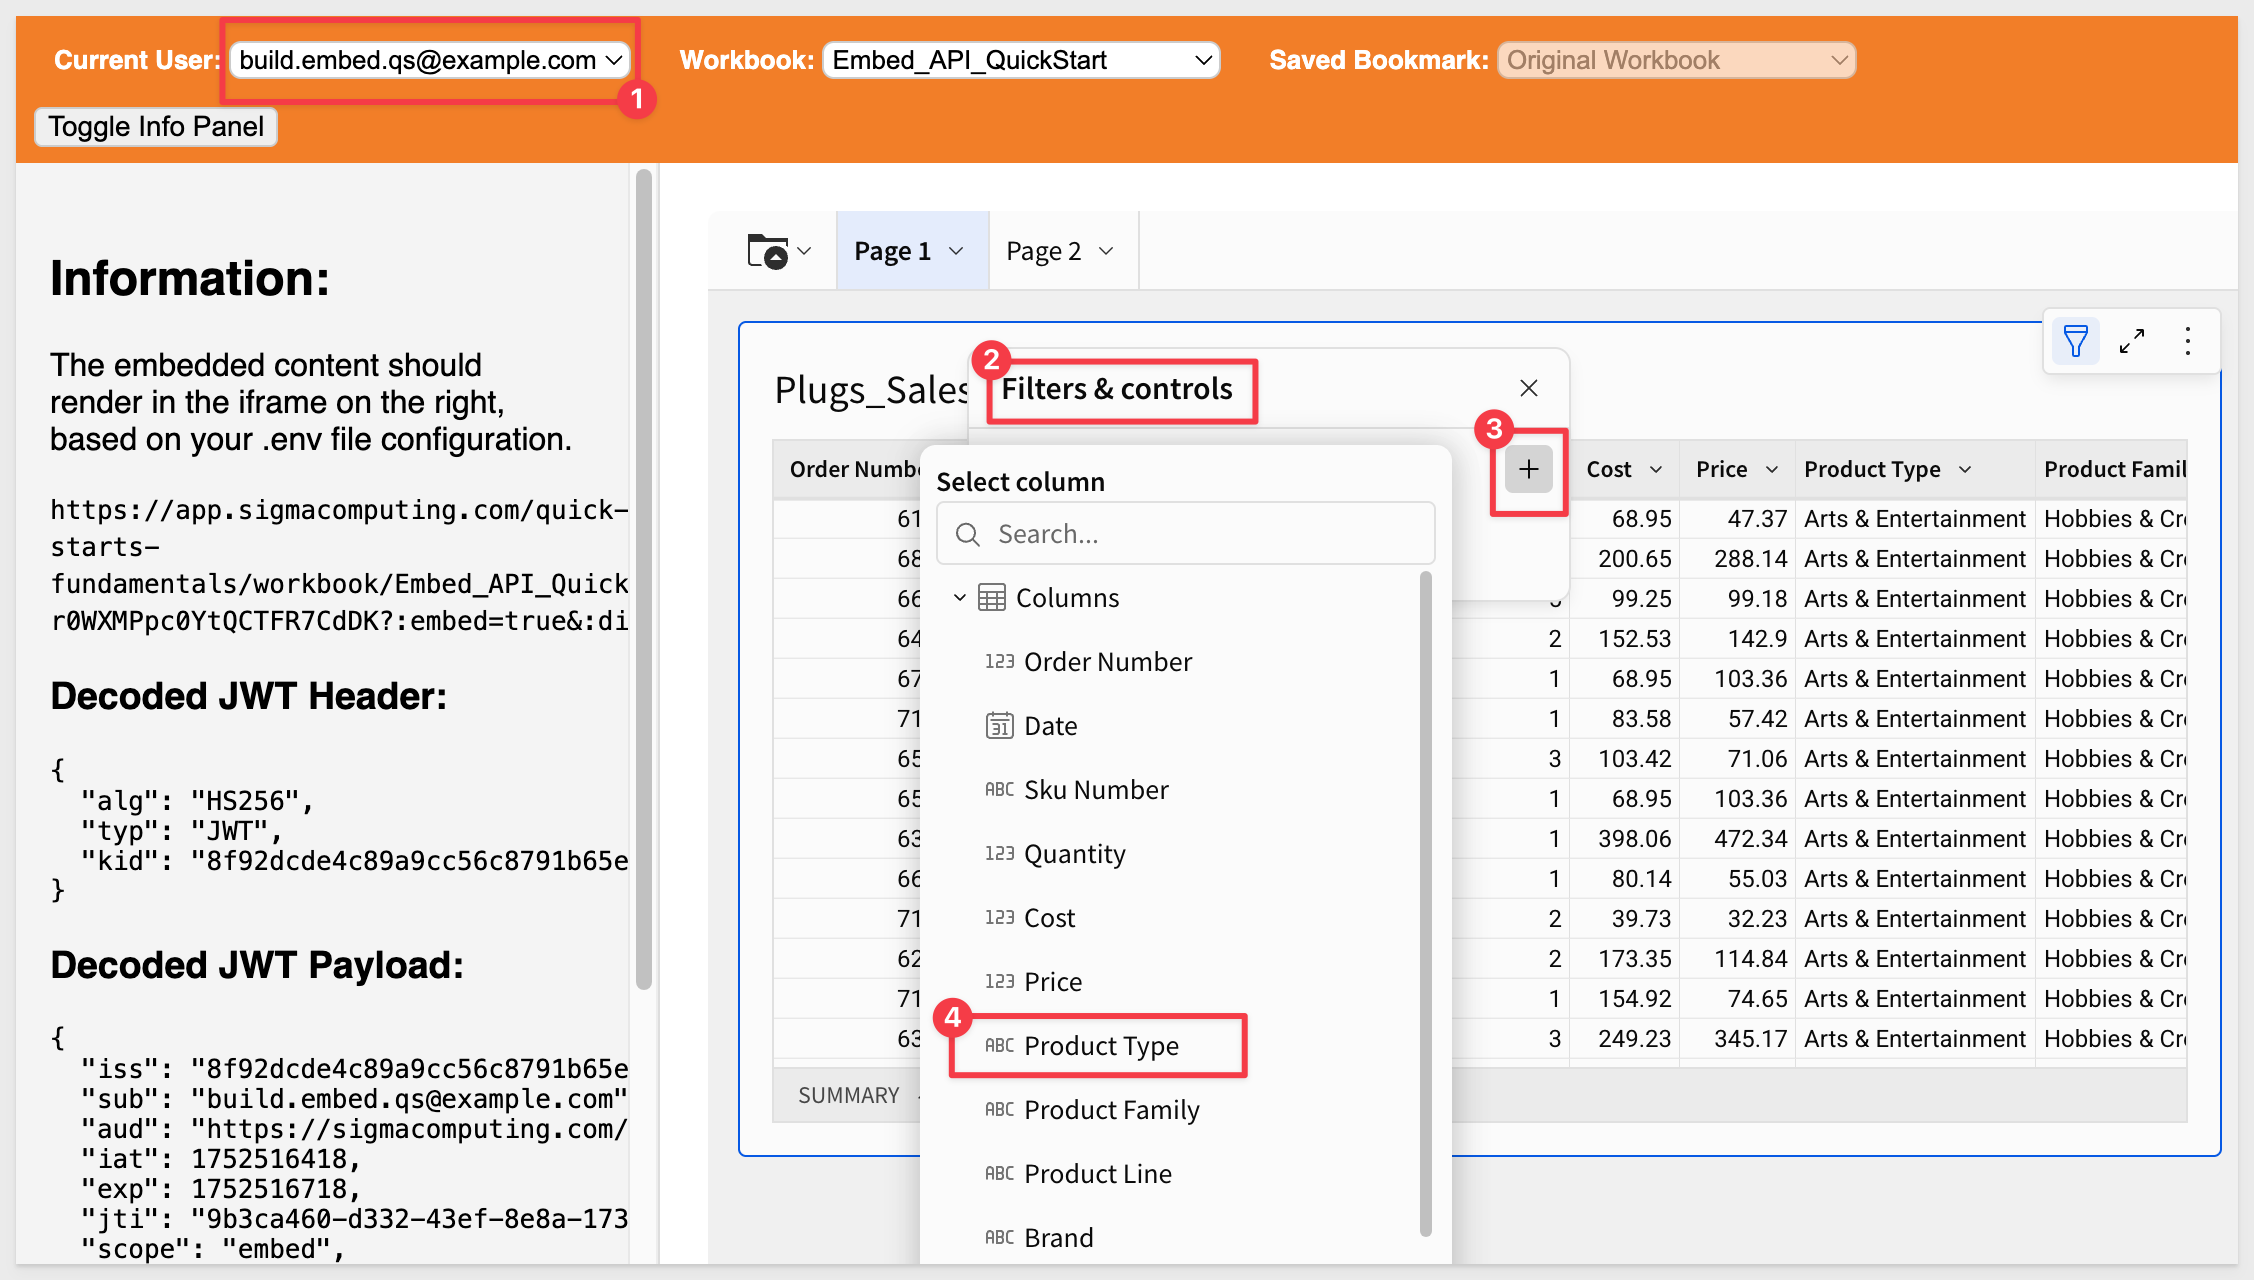 Current User: build.embed.qs@example.com Workbook: Embed_API_QuickStart Saved Bookmark: Original Workbook
1
Toggle Info Panel
Information:
The embedded content should
render in the iframe on the right,
based on your .env file configuration.
https://app.sigmacomputing.com/quick-
starts-
fundamentals/workbook/Embed_API_Quick
r0WXMPpc0YtQCTFR7CdDK?:embed=true&:di
Decoded JWT Header:
{
"alg": "HS256",
"typ": "JWT",
"kid": "8f92dcde4c89a9cc56c8791b65e
}
Decoded JWT Payload:
{
"iss": "8f92dcde4c89a9cc56c8791b65e
"sub": "build.embed.qs@example.com"
"aud": "https://sigmacomputing.com/
"iat": 1752516418,
"exp": 1752516718,
"jti": "9b3ca460-d332-43ef-8e8a-173
"scope": "embed",
Page 1 Page 2
Plugs_Sales
2
Filters & controls
3
Order Numbe Cost Price Product Type Product Famil
61 68.95 47.37 Arts & Entertainment Hobbies & Cr
68 200.65 288.14 Arts & Entertainment Hobbies & Cr
66 99.25 99.18 Arts & Entertainment Hobbies & Cr
64 2 152.53 142.9 Arts & Entertainment Hobbies & Cr
67 1 68.95 103.36 Arts & Entertainment Hobbies & Cr
71 1 83.58 57.42 Arts & Entertainment Hobbies & Cr
65 3 103.42 71.06 Arts & Entertainment Hobbies & Cr
65 1 68.95 103.36 Arts & Entertainment Hobbies & Cr
63 1 398.06 472.34 Arts & Entertainment Hobbies & Cr
66 1 80.14 55.03 Arts & Entertainment Hobbies & Cr
71 2 39.73 32.23 Arts & Entertainment Hobbies & Cr
62 2 173.35 114.84 Arts & Entertainment Hobbies & Cr
71 1 154.92 74.65 Arts & Entertainment Hobbies & Cr
63 3 249.23 345.17 Arts & Entertainment Hobbies & Cr
SUMMARY
Select column
Search...
Columns
123 Order Number
31 Date
ABC Sku Number
123 Quantity
123 Cost
123 Price
4
ABC Product Type
ABC Product Family
ABC Product Line
ABC Brand